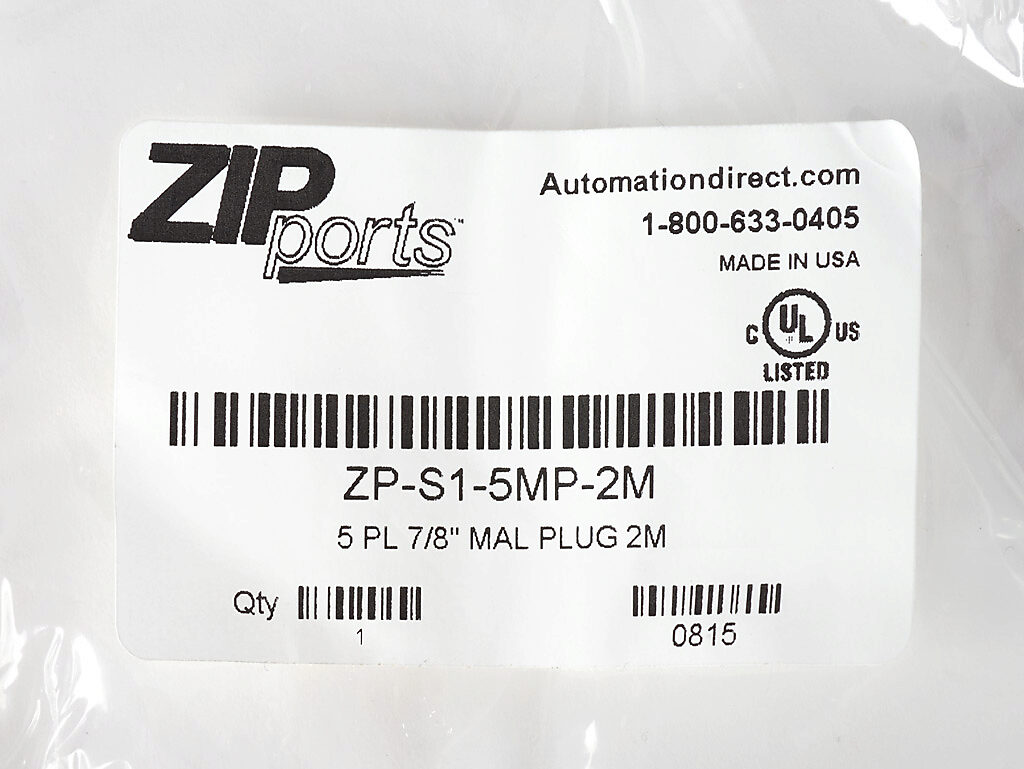 ZIP
ports™
Automationdirect.com
1-800-633-0405
MADE IN USA
C UL US
LISTED
ZP-S1-5MP-2M
5 PL 7/8" MAL PLUG 2M
Qty
1
0815